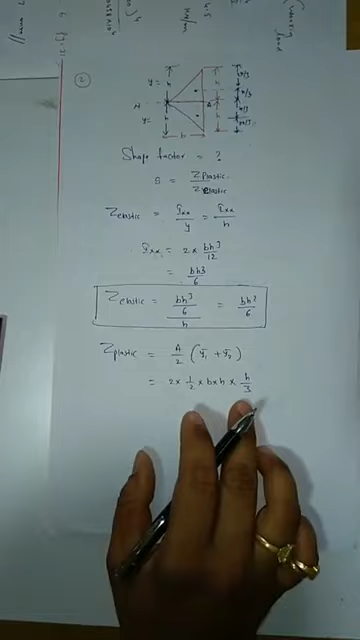 2
h
h
b
N
A
Shape factor = ?
S = Zplastic / Zelastic
Zelastic = Ixx / y = Ixx / h
Ixx = 2 x bh³ / 12
= bh3 / 6
Zelastic = bh³ / 6 / h = bh² / 6
Zplastic = A / 2 (ȳ₁ + ȳ₂)
= 2 x 1 / 2 x b x h x h / 3